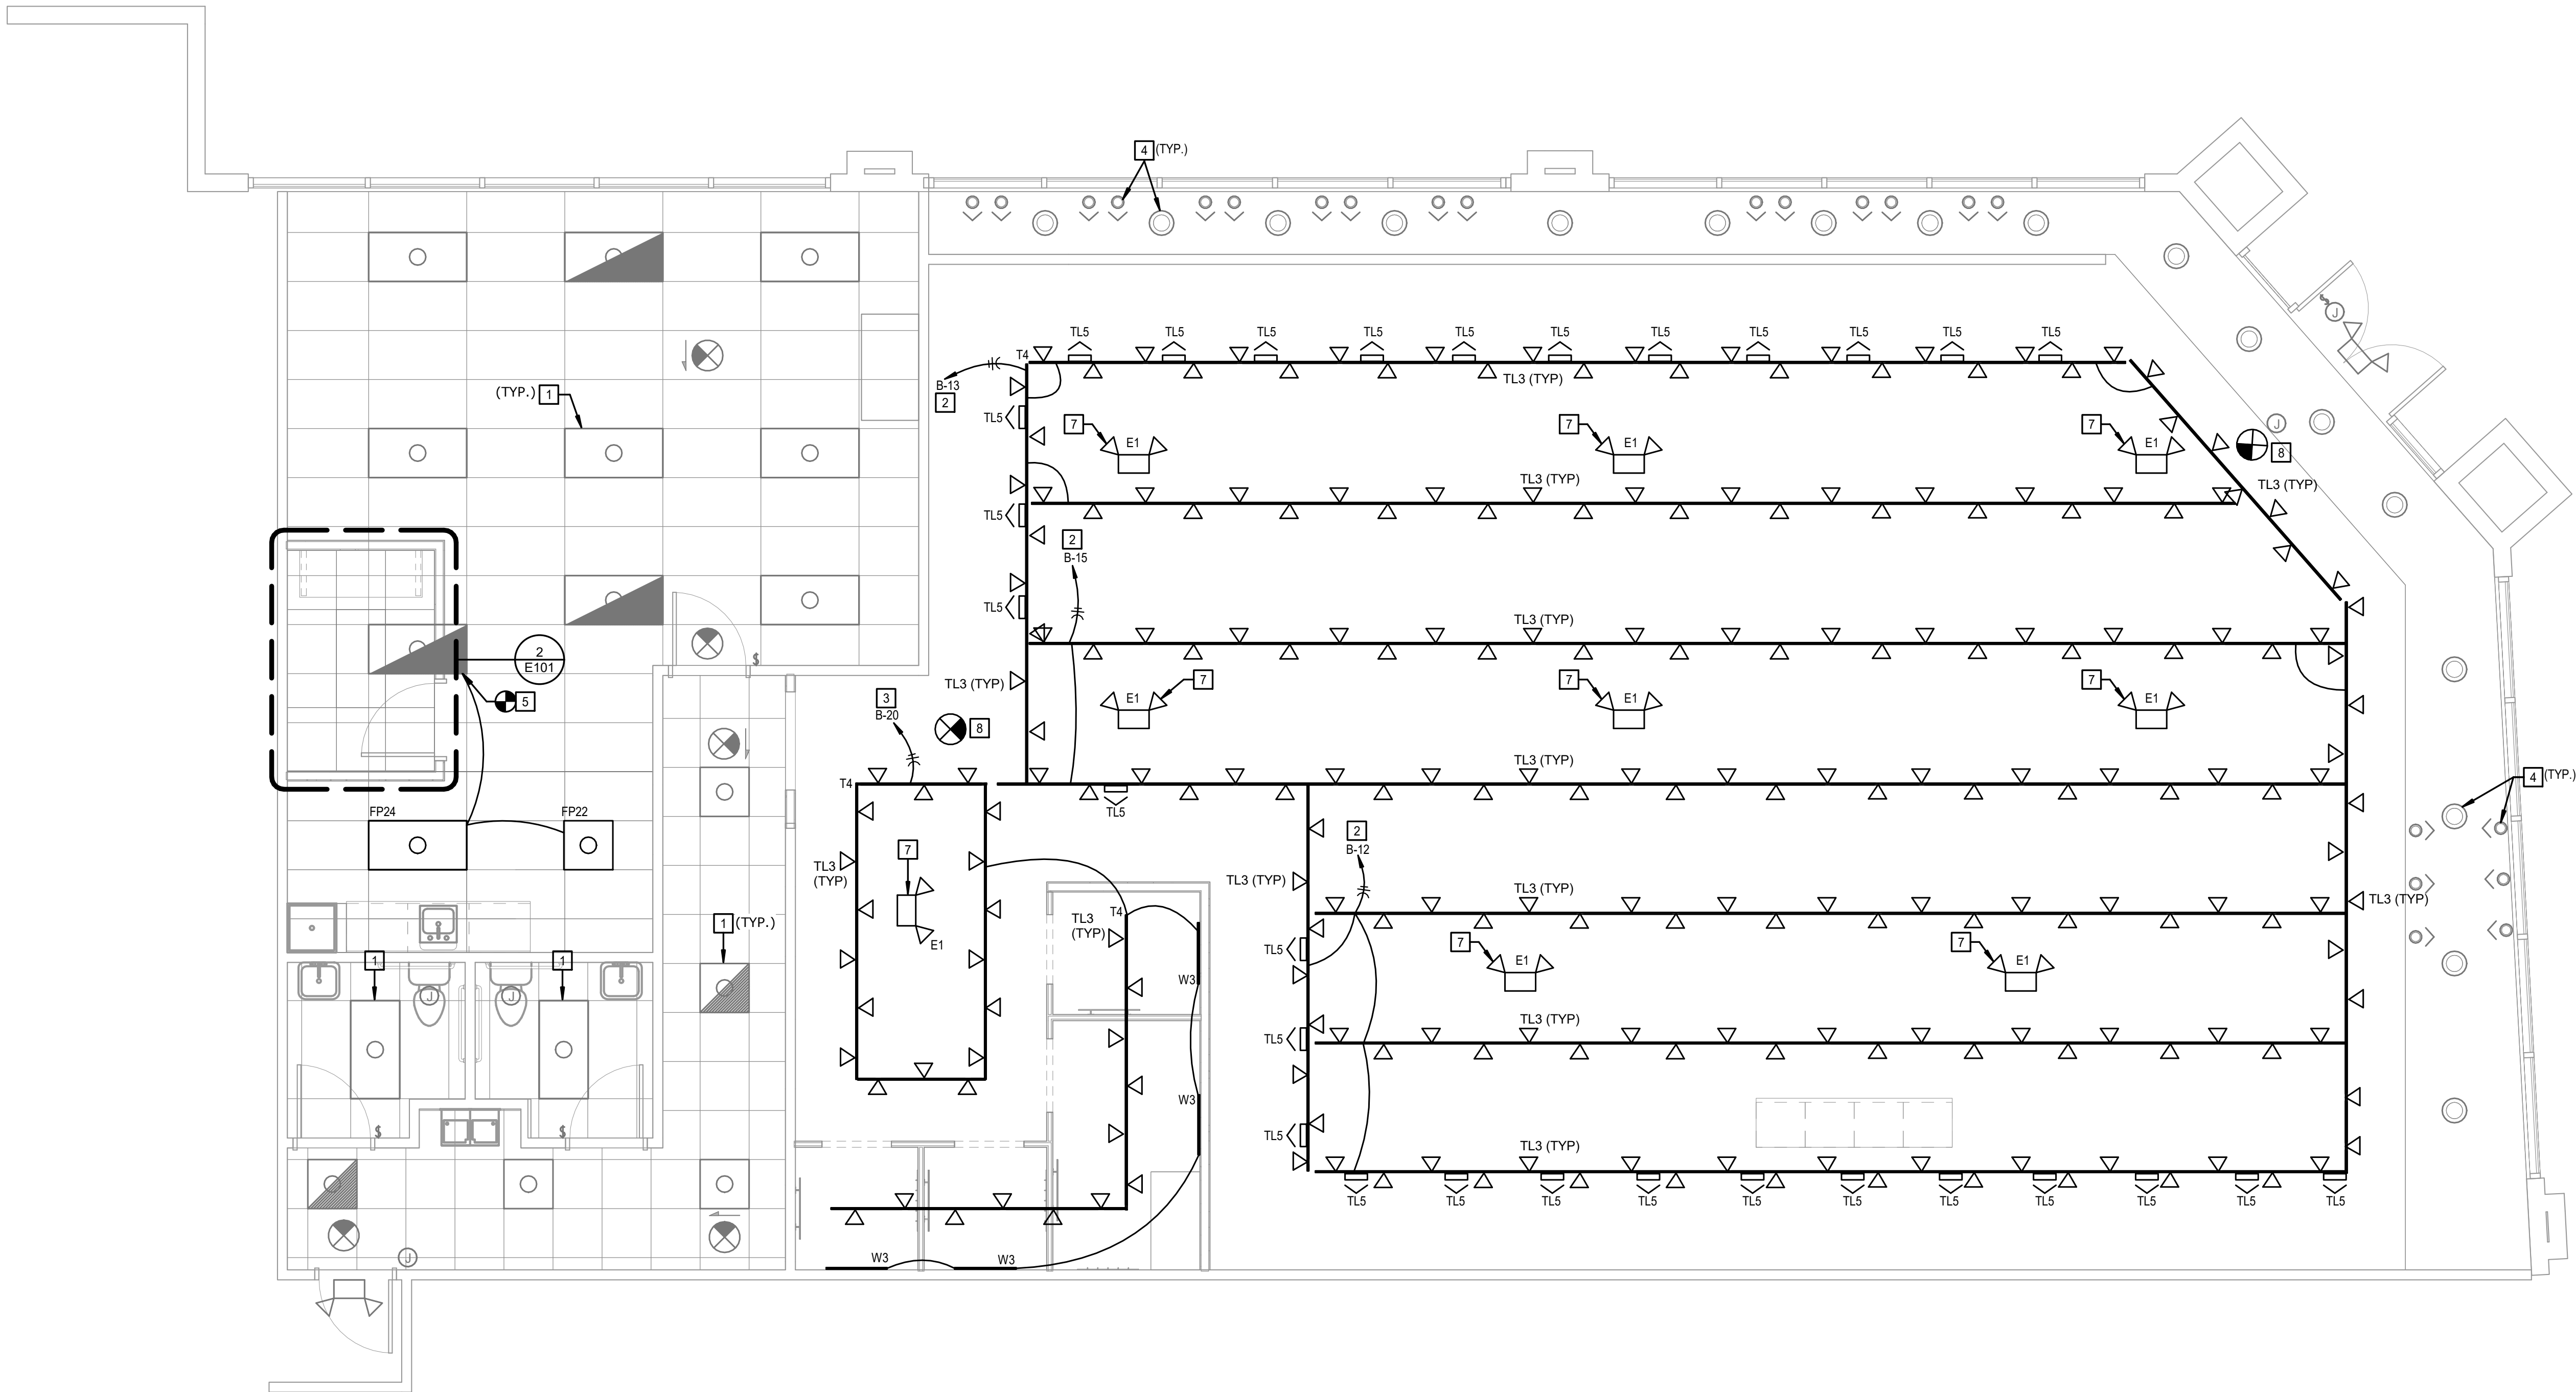 4 (TYP.)
TL5 TL5 TL5 TL5 TL5 TL5 TL5 TL5 TL5 TL5 TL5
T4
TL3 (TYP)
B-13
2
(TYP.) 1
TL5
7 E1
7 E1
7 E1
8
TL3 (TYP)
TL3 (TYP)
TL5
2
B-15
TL5
TL3 (TYP)
2
E101
5
TL3 (TYP)
3
B-20
8
7 E1
7 E1
7 E1
TL3 (TYP)
T4
4 (TYP.)
FP24
FP22
TL5
2
B-12
7
TL3
(TYP)
TL3 (TYP)
TL3 (TYP)
TL3 (TYP)
1 (TYP.)
TL3
(TYP)
T4
E1
1
1
TL5
7 E1
7 E1
W3
J
J
TL3 (TYP)
TL5
W3
TL5
TL3 (TYP)
TL5 TL5 TL5 TL5 TL5 TL5 TL5 TL5 TL5 TL5 TL5
W3
W3
J
J
J
$
$
$
$